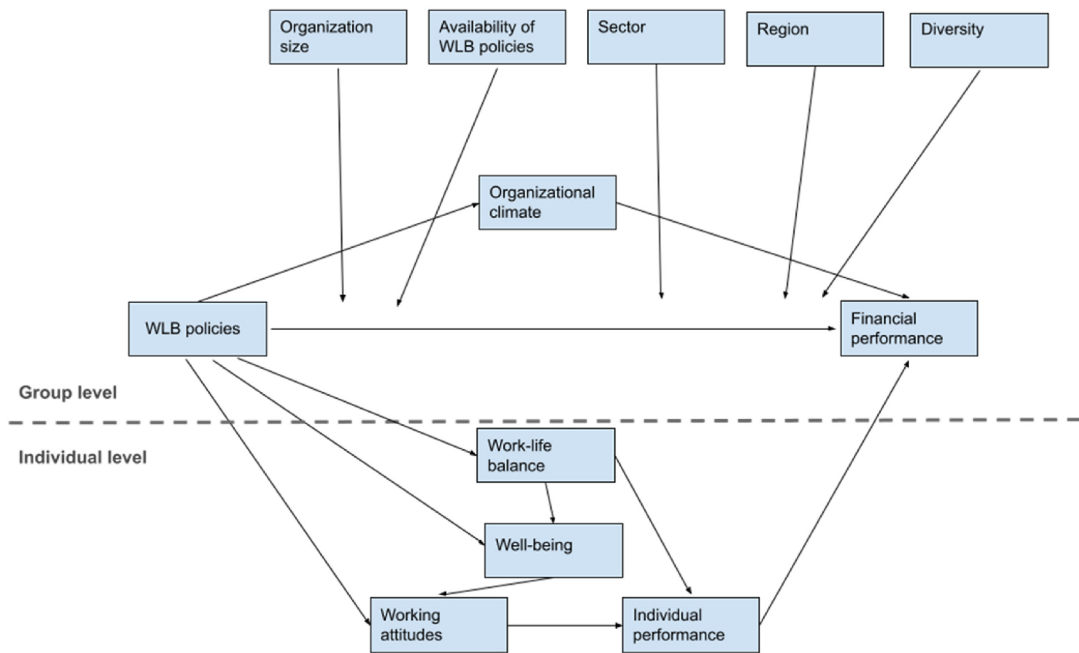 Organization
size
Availability of
WLB policies
Sector
Region
Diversity
Organizational
climate
WLB policies
Financial
performance
Group level
Individual level
Work-life
balance
Well-being
Working
attitudes
Individual
performance